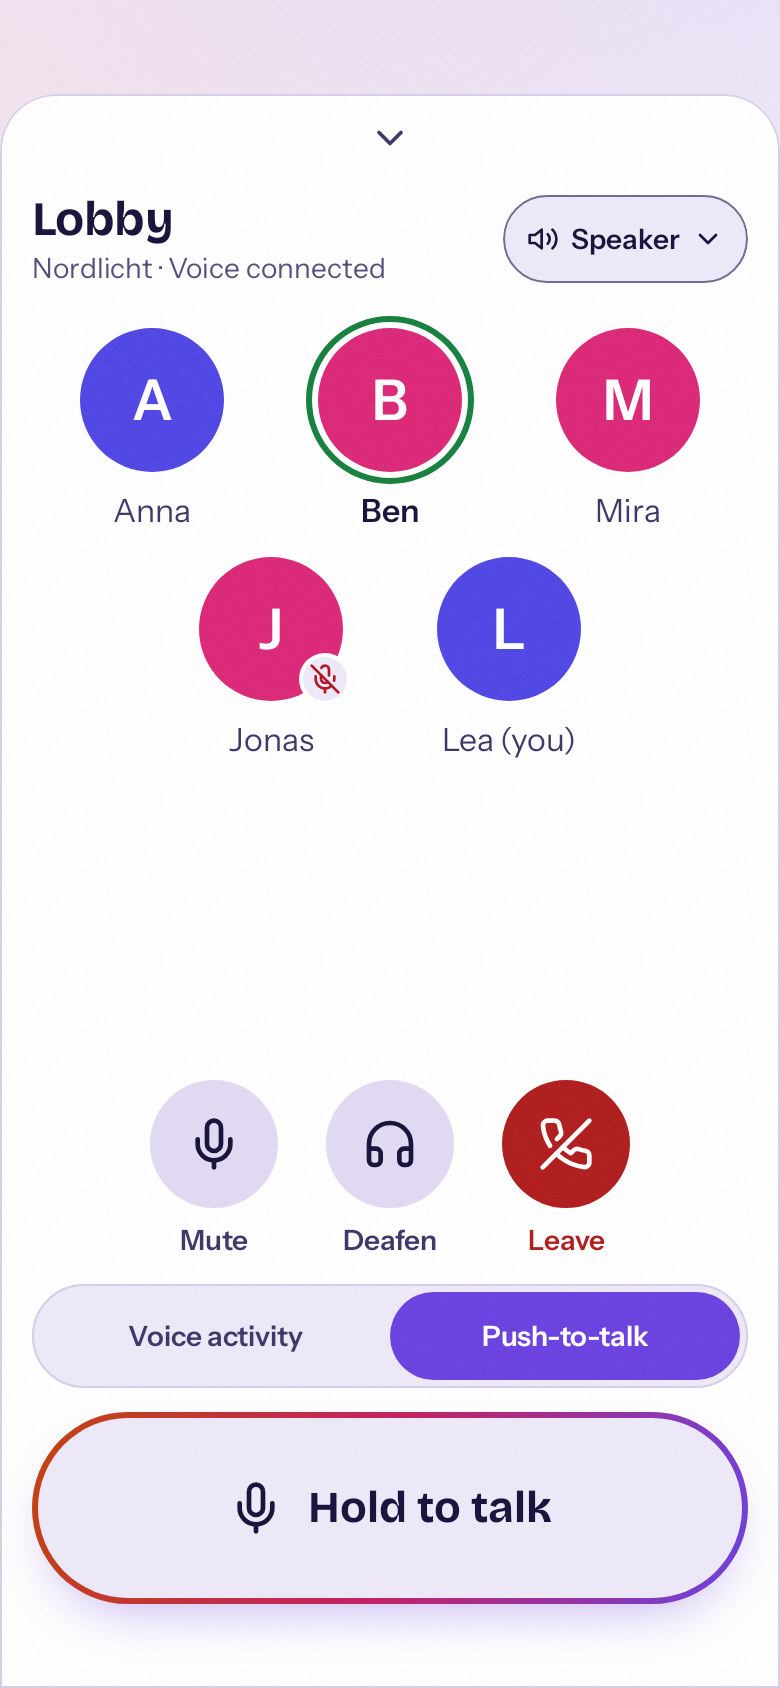 Lobby
Nordlicht · Voice connected
Speaker
A
B
M
Anna
Ben
Mira
J
L
Jonas
Lea (you)
Mute
Deafen
Leave
Voice activity
Push-to-talk
Hold to talk